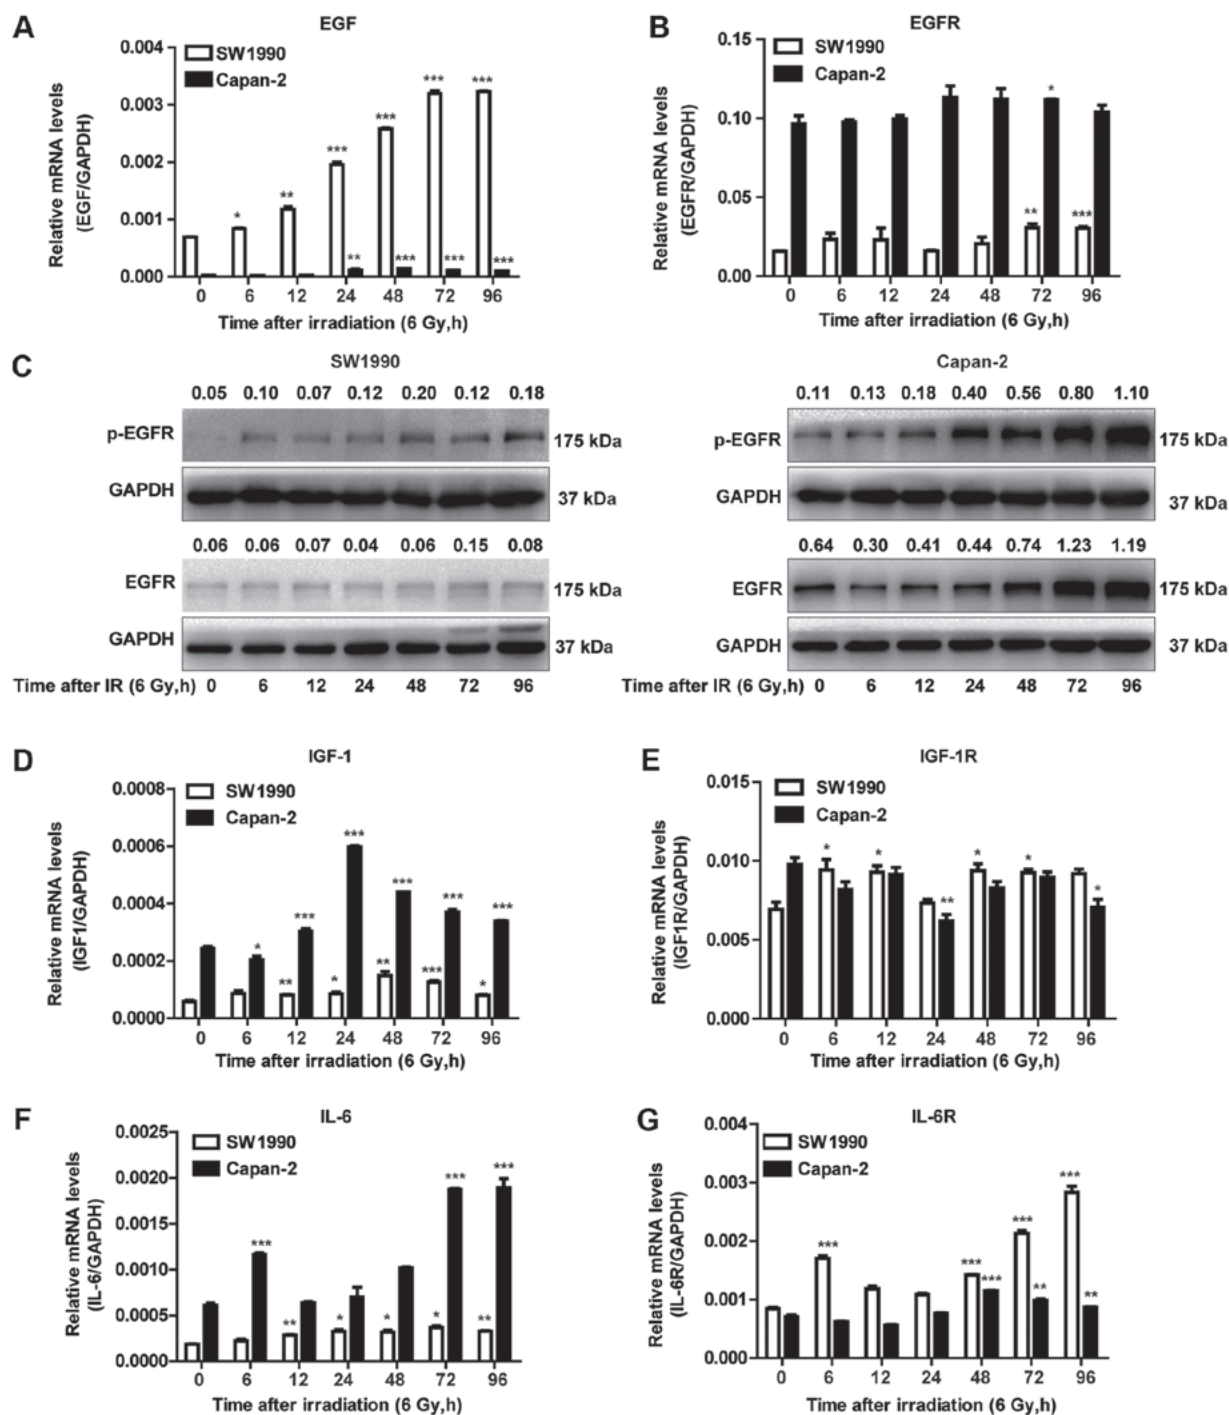 A
EGF
0.004
0.003
0.002
0.001
0.000
Relative mRNA levels
(EGF/GAPDH)
SW1990
Capan-2
* ** *** *** *** ***
** *** *** ***
0 6 12 24 48 72 96
Time after irradiation (6 Gy,h)
B
EGFR
0.15
0.10
0.05
0.00
Relative mRNA levels
(EGFR/GAPDH)
SW1990
Capan-2
*
** ***
0 6 12 24 48 72 96
Time after irradiation (6 Gy,h)
C
SW1990
0.05 0.10 0.07 0.12 0.20 0.12 0.18
p-EGFR 175 kDa
GAPDH 37 kDa
0.06 0.06 0.07 0.04 0.06 0.15 0.08
EGFR 175 kDa
GAPDH 37 kDa
Time after IR (6 Gy,h) 0 6 12 24 48 72 96
Capan-2
0.11 0.13 0.18 0.40 0.56 0.80 1.10
p-EGFR 175 kDa
GAPDH 37 kDa
0.64 0.30 0.41 0.44 0.74 1.23 1.19
EGFR 175 kDa
GAPDH 37 kDa
Time after IR (6 Gy,h) 0 6 12 24 48 72 96
D
IGF-1
0.0008
0.0006
0.0004
0.0002
0.0000
Relative mRNA levels
(IGF1/GAPDH)
SW1990
Capan-2
* *** *** *** *** ***
** * ** *** *
0 6 12 24 48 72 96
Time after irradiation (6 Gy,h)
E
IGF-1R
0.015
0.010
0.005
0.000
Relative mRNA levels
(IGF1R/GAPDH)
SW1990
Capan-2
* * * *
** *
0 6 12 24 48 72 96
Time after irradiation (6 Gy,h)
F
IL-6
0.0025
0.0020
0.0015
0.0010
0.0005
0.0000
Relative mRNA levels
(IL-6/GAPDH)
SW1990
Capan-2
*** *** ***
** * * * **
0 6 12 24 48 72 96
Time after irradiation (6 Gy,h)
G
IL-6R
0.004
0.003
0.002
0.001
0.000
Relative mRNA levels
(IL-6R/GAPDH)
SW1990
Capan-2
*** *** *** ***
*** ** **
0 6 12 24 48 72 96
Time after irradiation (6 Gy,h)